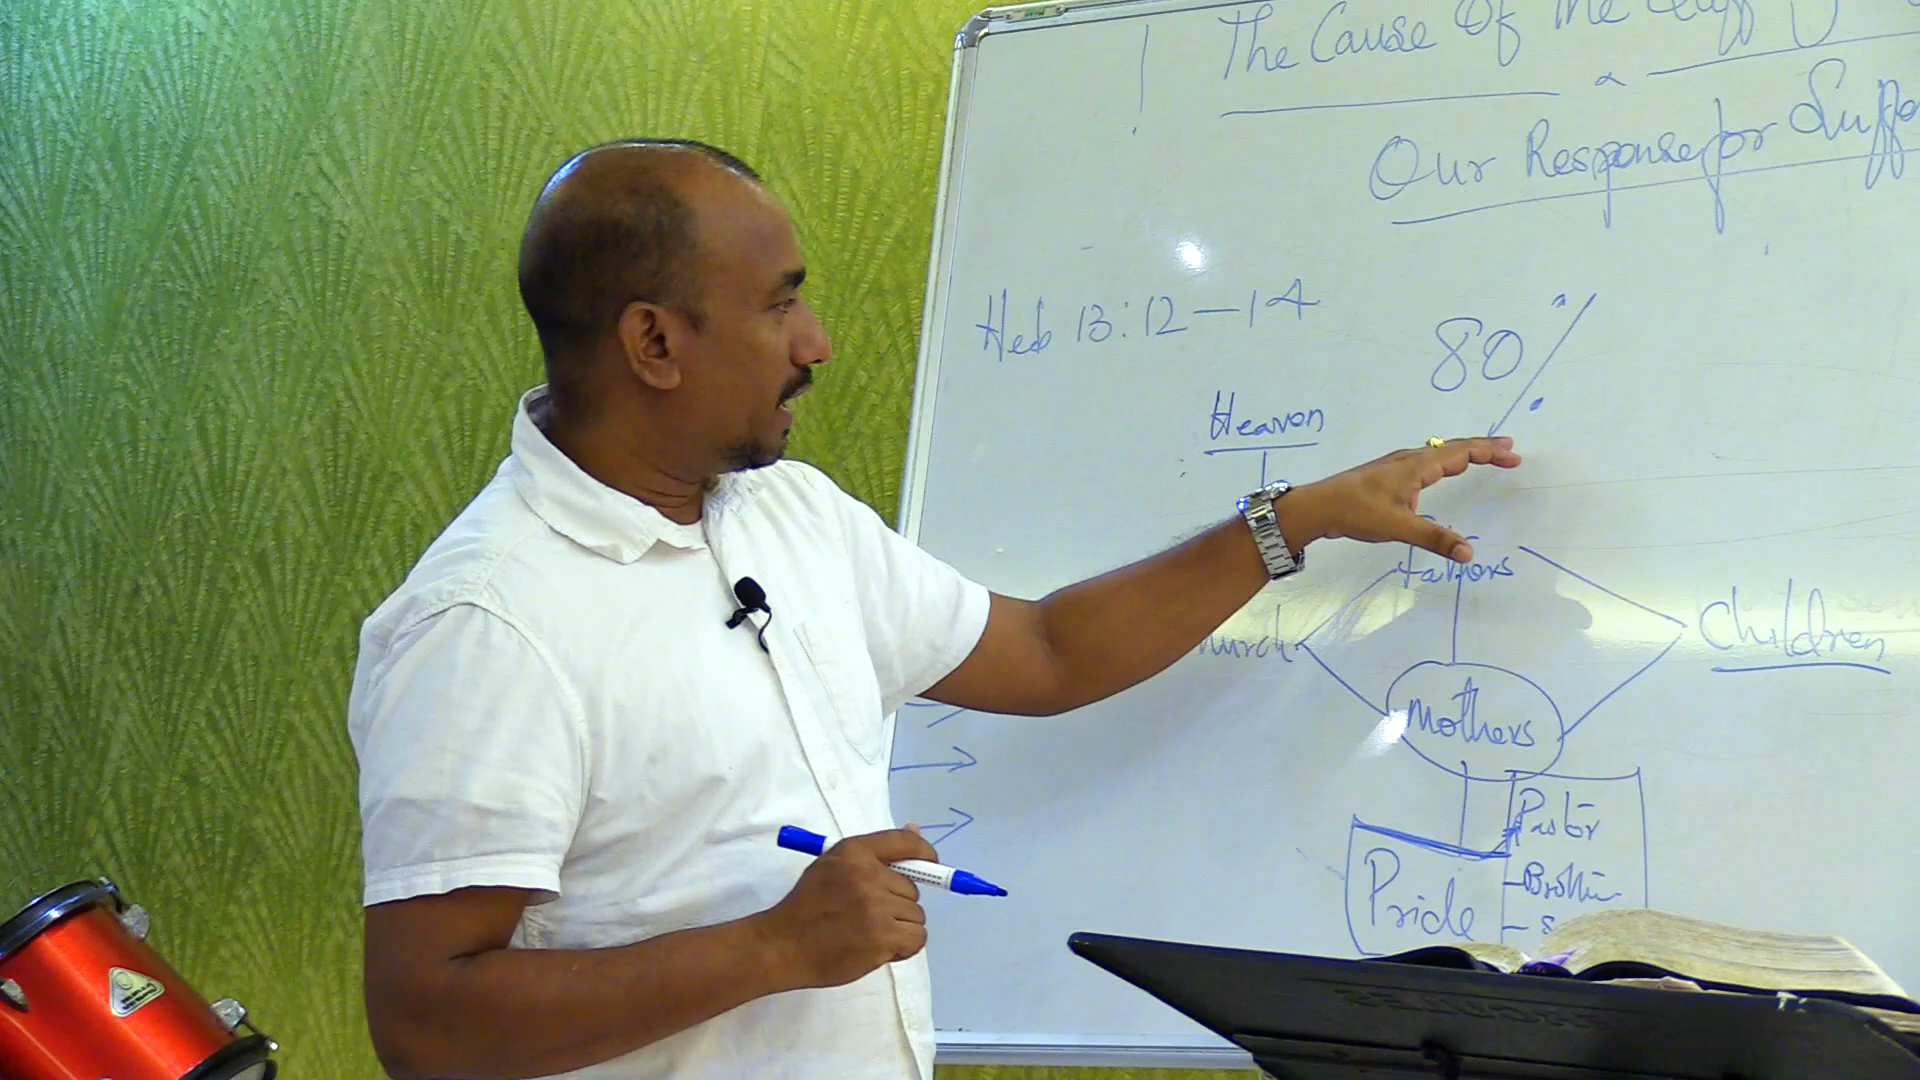 The Cause Of The
&
Our Response for
Heb 13:12-14
80%
Heaven
Fathers
Children
Mothers
Pastor
Pride